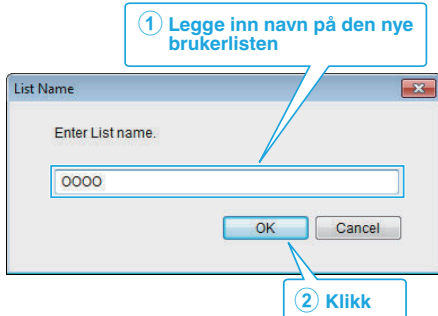 ① Legge inn navn på den nye
brukerlisten
List Name
Enter List name.
OOOO
OK Cancel
② Klikk